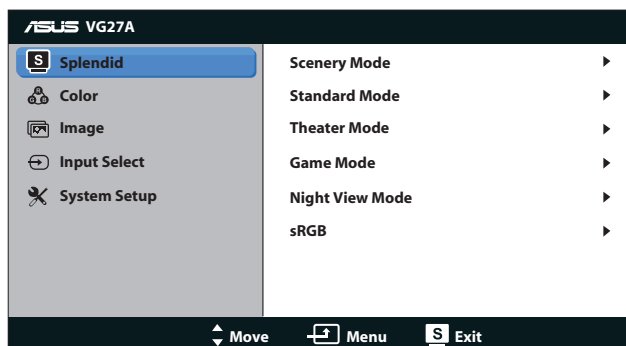 ASUS VG27A
S Splendid
Color
Image
Input Select
System Setup
Scenery Mode
Standard Mode
Theater Mode
Game Mode
Night View Mode
sRGB
Move Menu S Exit